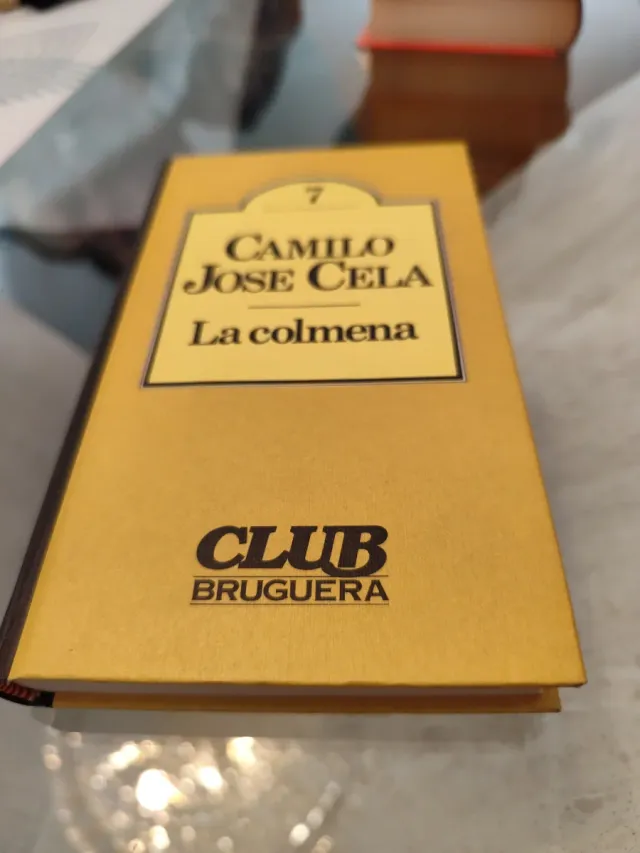 7
CAMILO
JOSE CELA
La colmena
CLUB
BRUGUERA